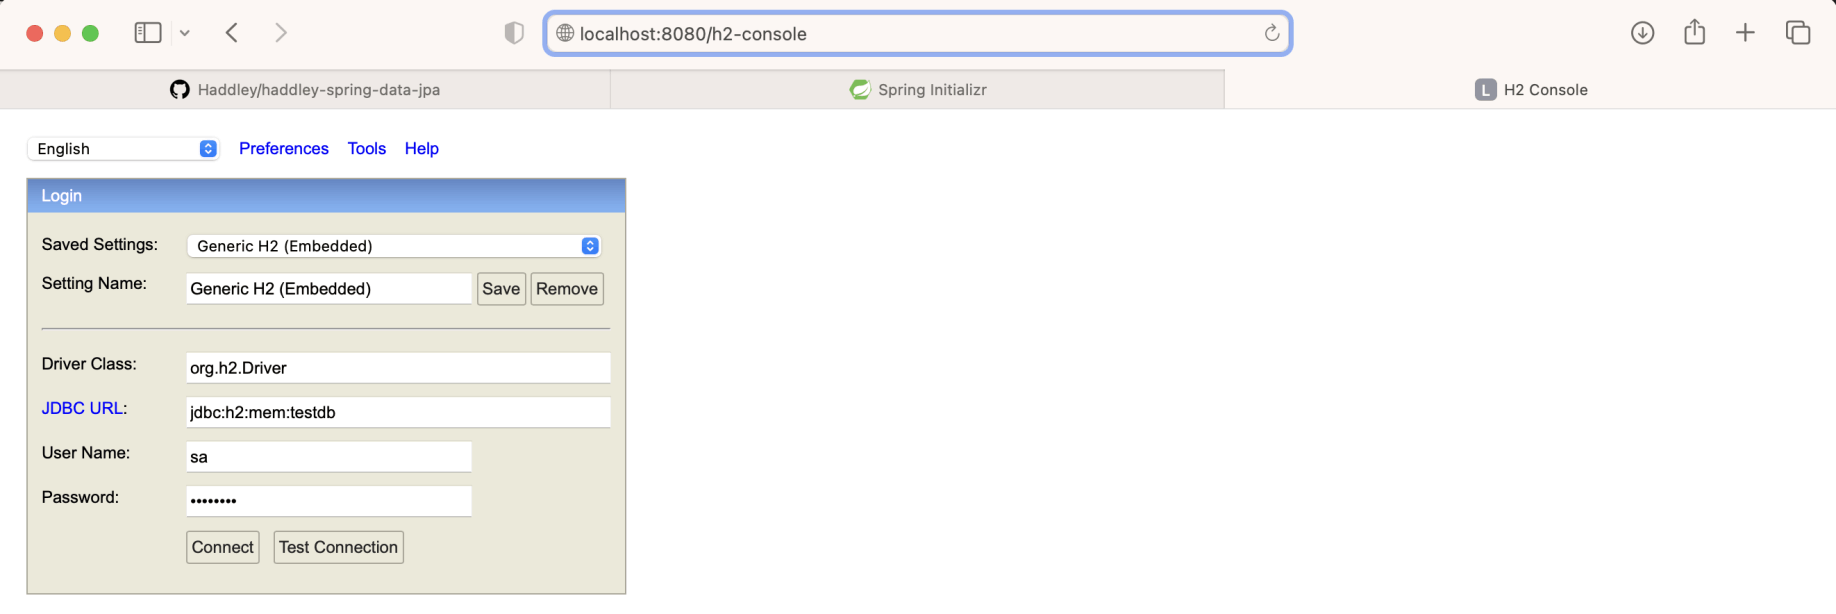 localhost:8080/h2-console
Haddley/haddley-spring-data-jpa
Spring Initializr
L H2 Console
English Preferences Tools Help
Login
Saved Settings: Generic H2 (Embedded)
Setting Name: Generic H2 (Embedded) Save Remove
Driver Class: org.h2.Driver
JDBC URL: jdbc:h2:mem:testdb
User Name: sa
Password: ••••••••
Connect Test Connection